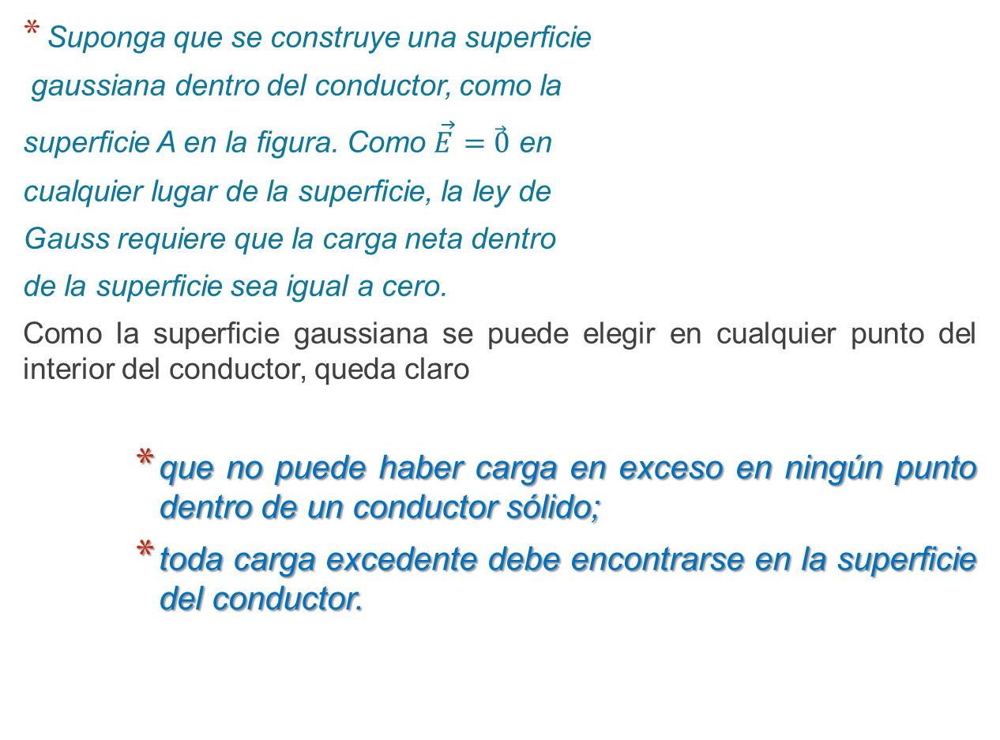 * Suponga que se construye una superficie
gaussiana dentro del conductor, como la
superficie A en la figura. Como E⃗ = 0⃗ en
cualquier lugar de la superficie, la ley de
Gauss requiere que la carga neta dentro
de la superficie sea igual a cero.
Como la superficie gaussiana se puede elegir en cualquier punto del
interior del conductor, queda claro
* que no puede haber carga en exceso en ningún punto
dentro de un conductor sólido;
* toda carga excedente debe encontrarse en la superficie
del conductor.